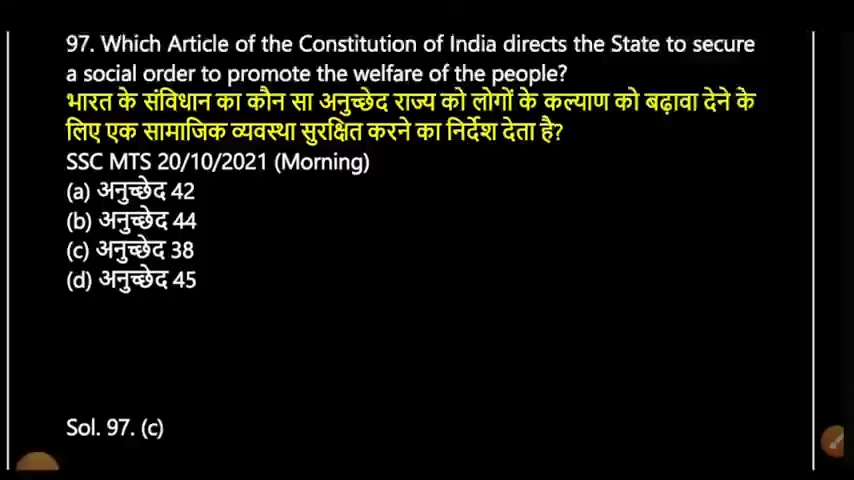 97. Which Article of the Constitution of India directs the State to secure
a social order to promote the welfare of the people?
भारत के संविधान का कौन सा अनुच्छेद राज्य को लोगों के कल्याण को बढ़ावा देने के
लिए एक सामाजिक व्यवस्था सुरक्षित करने का निर्देश देता है?
SSC MTS 20/10/2021 (Morning)
(a) अनुच्छेद 42
(b) अनुच्छेद 44
(c) अनुच्छेद 38
(d) अनुच्छेद 45
Sol. 97. (c)